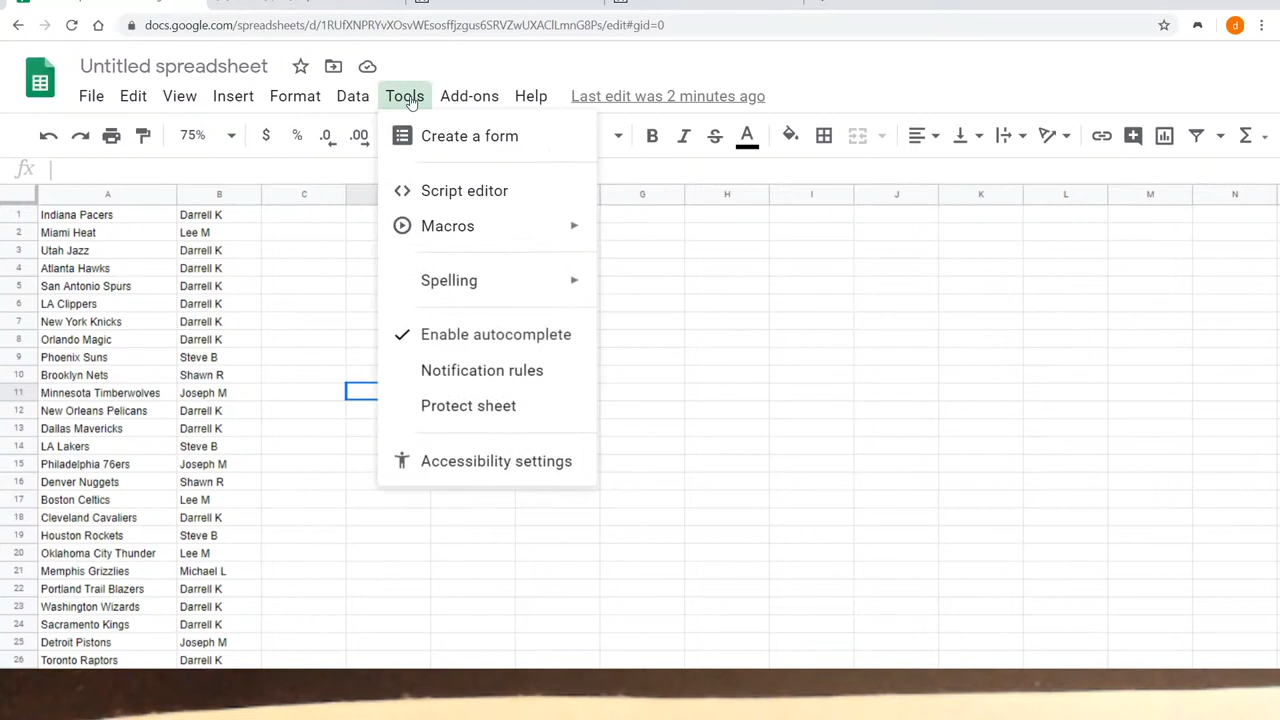 docs.google.com/spreadsheets/d/1RUfXNPRYvXOsvWEsosffjzgus6SRVZwUXAClLmnG8Ps/edit#gid=0
d
Untitled spreadsheet
File Edit View Insert Format Data Tools Add-ons Help Last edit was 2 minutes ago
75% $ % .0 .00 B I S A Σ
Create a form
fx
Script editor
Macros
Spelling
Enable autocomplete
Notification rules
Protect sheet
Accessibility settings
A B C G H I J K L M N
1 Indiana Pacers Darrell K
2 Miami Heat Lee M
3 Utah Jazz Darrell K
4 Atlanta Hawks Darrell K
5 San Antonio Spurs Darrell K
6 LA Clippers Darrell K
7 New York Knicks Darrell K
8 Orlando Magic Darrell K
9 Phoenix Suns Steve B
10 Brooklyn Nets Shawn R
11 Minnesota Timberwolves Joseph M
12 New Orleans Pelicans Darrell K
13 Dallas Mavericks Darrell K
14 LA Lakers Steve B
15 Philadelphia 76ers Joseph M
16 Denver Nuggets Shawn R
17 Boston Celtics Lee M
18 Cleveland Cavaliers Darrell K
19 Houston Rockets Steve B
20 Oklahoma City Thunder Lee M
21 Memphis Grizzlies Michael L
22 Portland Trail Blazers Darrell K
23 Washington Wizards Darrell K
24 Sacramento Kings Darrell K
25 Detroit Pistons Joseph M
26 Toronto Raptors Darrell K